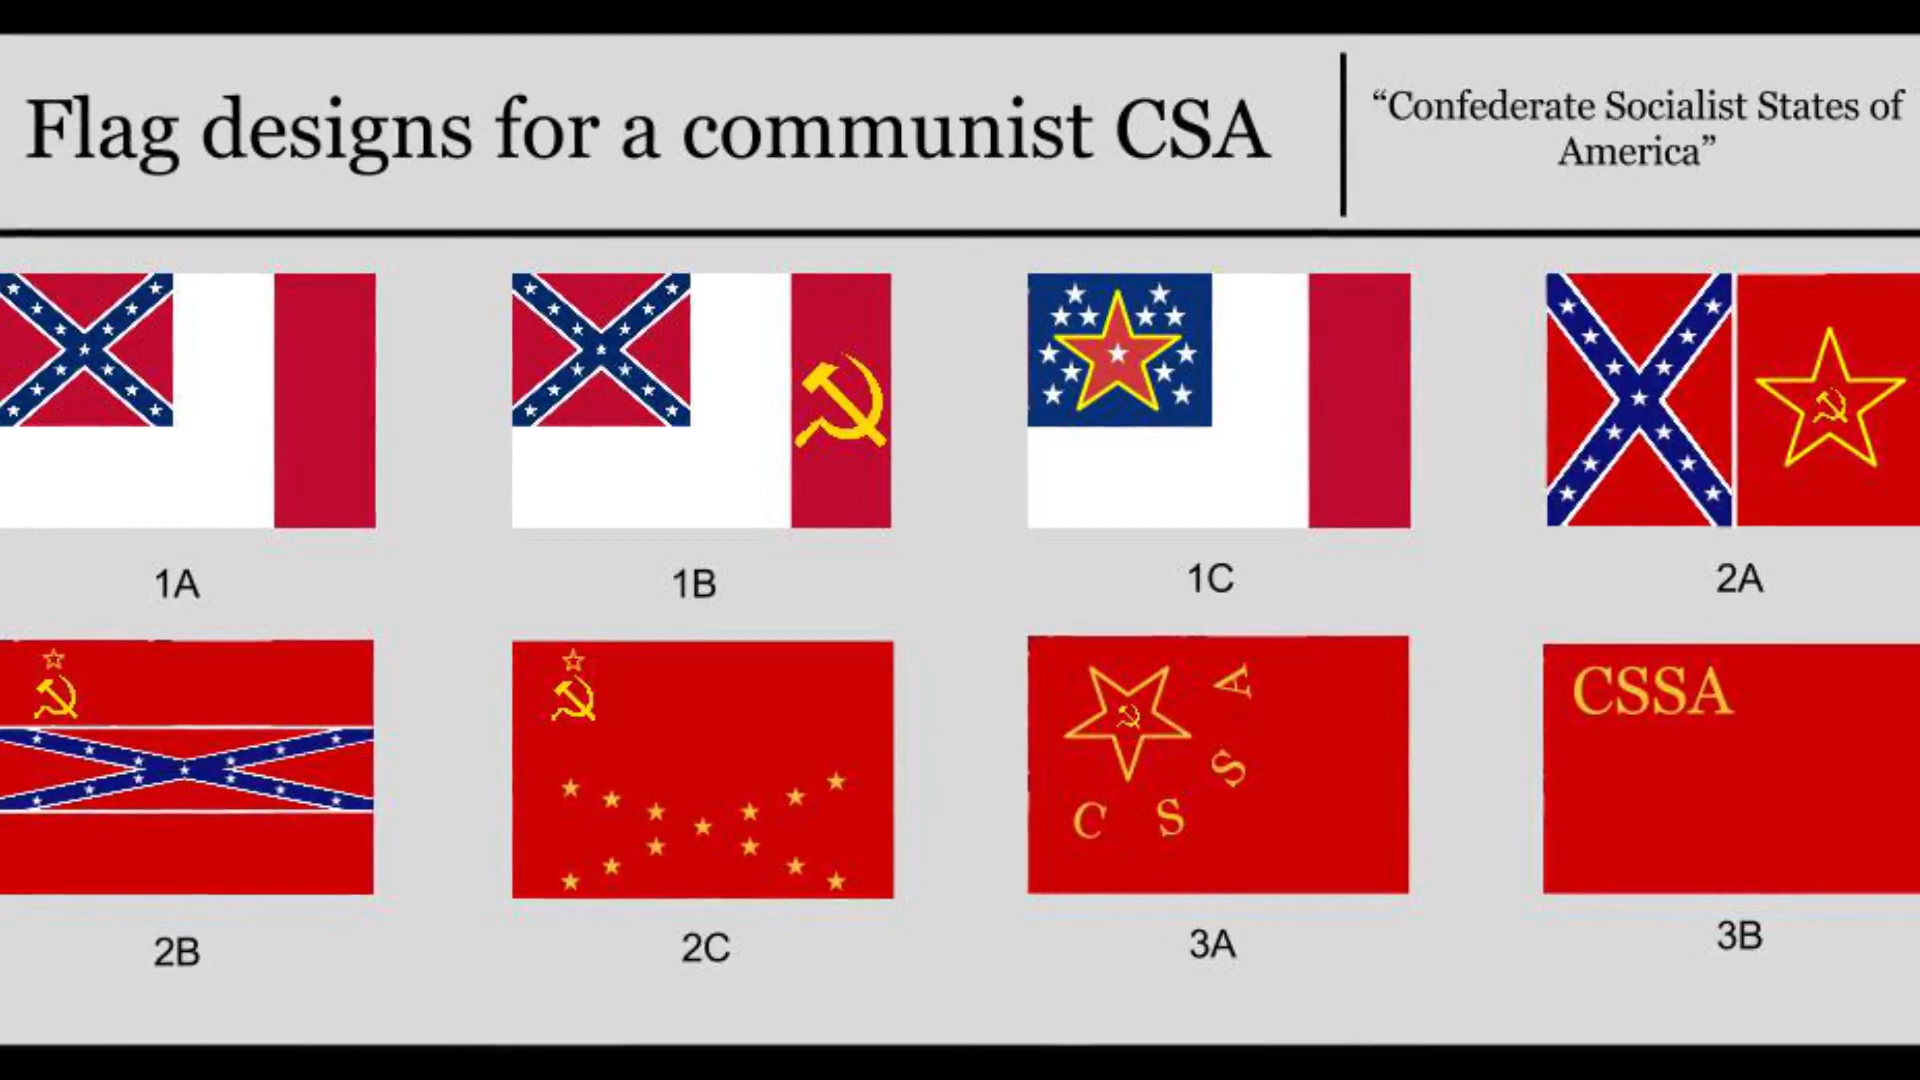 Flag designs for a communist CSA
“Confederate Socialist States of
America”
1A
1B
1C
2A
2B
2C
C S S A
3A
CSSA
3B